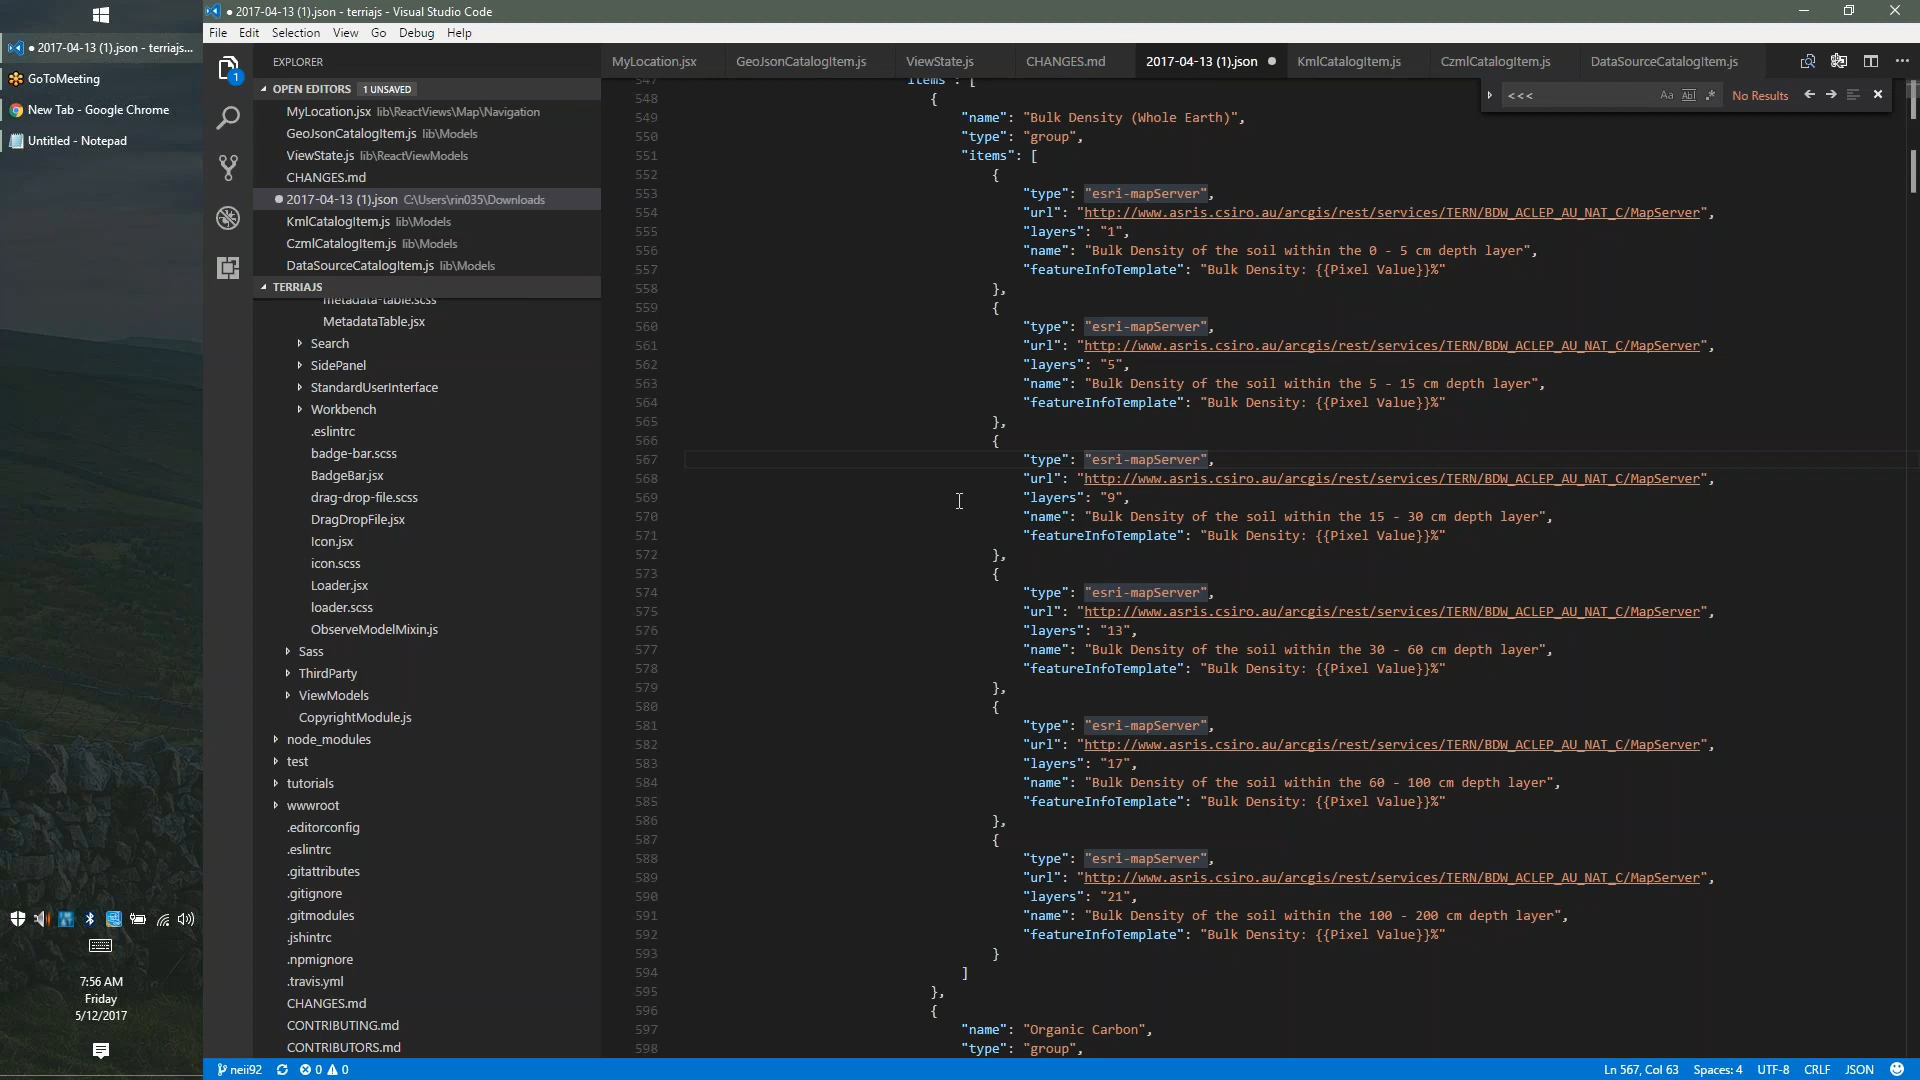 ● 2017-04-13 (1).json - terriajs - Visual Studio Code
File Edit Selection View Go Debug Help
● 2017-04-13 (1).json - terriajs...
GoToMeeting
New Tab - Google Chrome
Untitled - Notepad
7:56 AM
Friday
5/12/2017
1
EXPLORER
OPEN EDITORS 1 UNSAVED
MyLocation.jsx lib\ReactViews\Map\Navigation
GeoJsonCatalogItem.js lib\Models
ViewState.js lib\ReactViewModels
CHANGES.md
● 2017-04-13 (1).json C:\Users\rin035\Downloads
KmlCatalogItem.js lib\Models
CzmlCatalogItem.js lib\Models
DataSourceCatalogItem.js lib\Models
TERRIAJS
metadata-table.scss
MetadataTable.jsx
Search
SidePanel
StandardUserInterface
Workbench
.eslintrc
badge-bar.scss
BadgeBar.jsx
drag-drop-file.scss
DragDropFile.jsx
Icon.jsx
icon.scss
Loader.jsx
loader.scss
ObserveModelMixin.js
Sass
ThirdParty
ViewModels
CopyrightModule.js
node_modules
test
tutorials
wwwroot
.editorconfig
.eslintrc
.gitattributes
.gitignore
.gitmodules
.jshintrc
.npmignore
.travis.yml
CHANGES.md
CONTRIBUTING.md
CONTRIBUTORS.md
MyLocation.jsx GeoJsonCatalogItem.js ViewState.js CHANGES.md 2017-04-13 (1).json ● KmlCatalogItem.js CzmlCatalogItem.js DataSourceCatalogItem.js
<<< Aa Abl .* No Results
547 "items": [
548 {
549 "name": "Bulk Density (Whole Earth)",
550 "type": "group",
551 "items": [
552 {
553 "type": "esri-mapServer",
554 "url": "http://www.asris.csiro.au/arcgis/rest/services/TERN/BDW_ACLEP_AU_NAT_C/MapServer",
555 "layers": "1",
556 "name": "Bulk Density of the soil within the 0 - 5 cm depth layer",
557 "featureInfoTemplate": "Bulk Density: {{Pixel Value}}%"
558 },
559 {
560 "type": "esri-mapServer",
561 "url": "http://www.asris.csiro.au/arcgis/rest/services/TERN/BDW_ACLEP_AU_NAT_C/MapServer",
562 "layers": "5",
563 "name": "Bulk Density of the soil within the 5 - 15 cm depth layer",
564 "featureInfoTemplate": "Bulk Density: {{Pixel Value}}%"
565 },
566 {
567 "type": "esri-mapServer",
568 "url": "http://www.asris.csiro.au/arcgis/rest/services/TERN/BDW_ACLEP_AU_NAT_C/MapServer",
569 "layers": "9",
570 "name": "Bulk Density of the soil within the 15 - 30 cm depth layer",
571 "featureInfoTemplate": "Bulk Density: {{Pixel Value}}%"
572 },
573 {
574 "type": "esri-mapServer",
575 "url": "http://www.asris.csiro.au/arcgis/rest/services/TERN/BDW_ACLEP_AU_NAT_C/MapServer",
576 "layers": "13",
577 "name": "Bulk Density of the soil within the 30 - 60 cm depth layer",
578 "featureInfoTemplate": "Bulk Density: {{Pixel Value}}%"
579 },
580 {
581 "type": "esri-mapServer",
582 "url": "http://www.asris.csiro.au/arcgis/rest/services/TERN/BDW_ACLEP_AU_NAT_C/MapServer",
583 "layers": "17",
584 "name": "Bulk Density of the soil within the 60 - 100 cm depth layer",
585 "featureInfoTemplate": "Bulk Density: {{Pixel Value}}%"
586 },
587 {
588 "type": "esri-mapServer",
589 "url": "http://www.asris.csiro.au/arcgis/rest/services/TERN/BDW_ACLEP_AU_NAT_C/MapServer",
590 "layers": "21",
591 "name": "Bulk Density of the soil within the 100 - 200 cm depth layer",
592 "featureInfoTemplate": "Bulk Density: {{Pixel Value}}%"
593 }
594 ]
595 },
596 {
597 "name": "Organic Carbon",
598 "type": "group",
neii92 0 0 Ln 567, Col 63 Spaces: 4 UTF-8 CRLF JSON